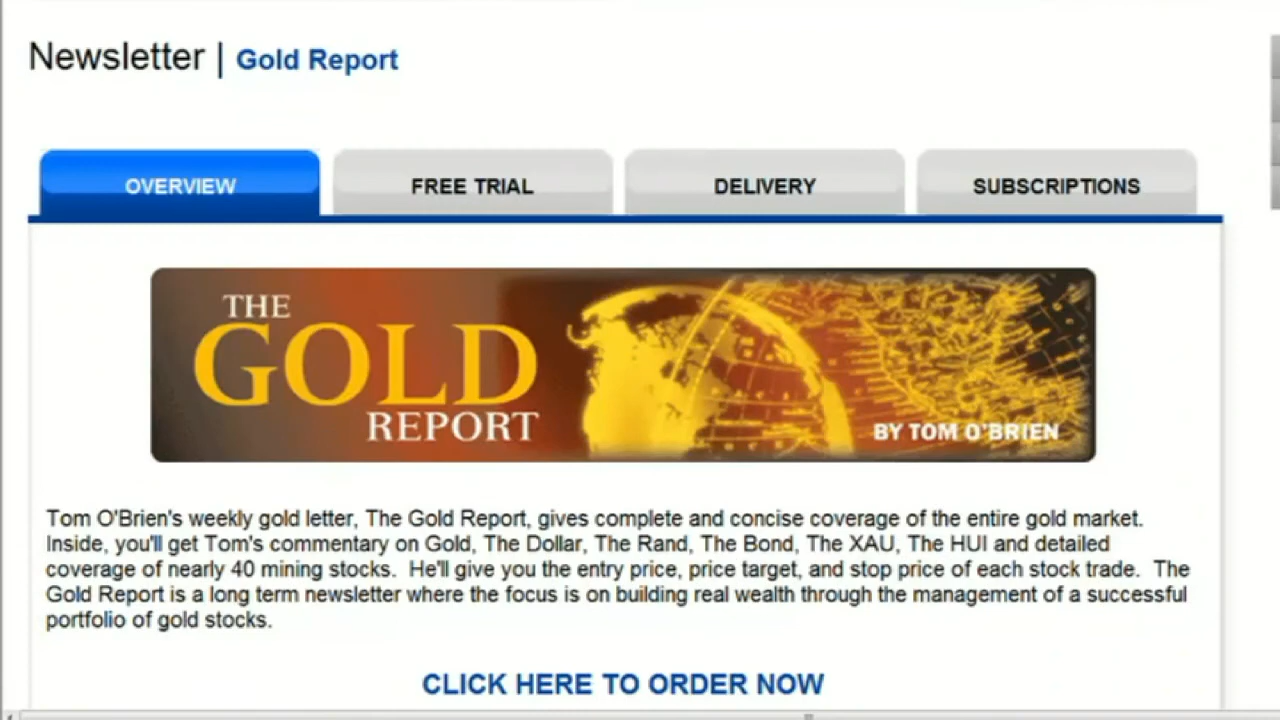 Newsletter | Gold Report
OVERVIEW
FREE TRIAL
DELIVERY
SUBSCRIPTIONS
THE
GOLD
REPORT
BY TOM O'BRIEN
Tom O'Brien's weekly gold letter, The Gold Report, gives complete and concise coverage of the entire gold market.
Inside, you'll get Tom's commentary on Gold, The Dollar, The Rand, The Bond, The XAU, The HUI and detailed
coverage of nearly 40 mining stocks. He'll give you the entry price, price target, and stop price of each stock trade. The
Gold Report is a long term newsletter where the focus is on building real wealth through the management of a successful
portfolio of gold stocks.
CLICK HERE TO ORDER NOW